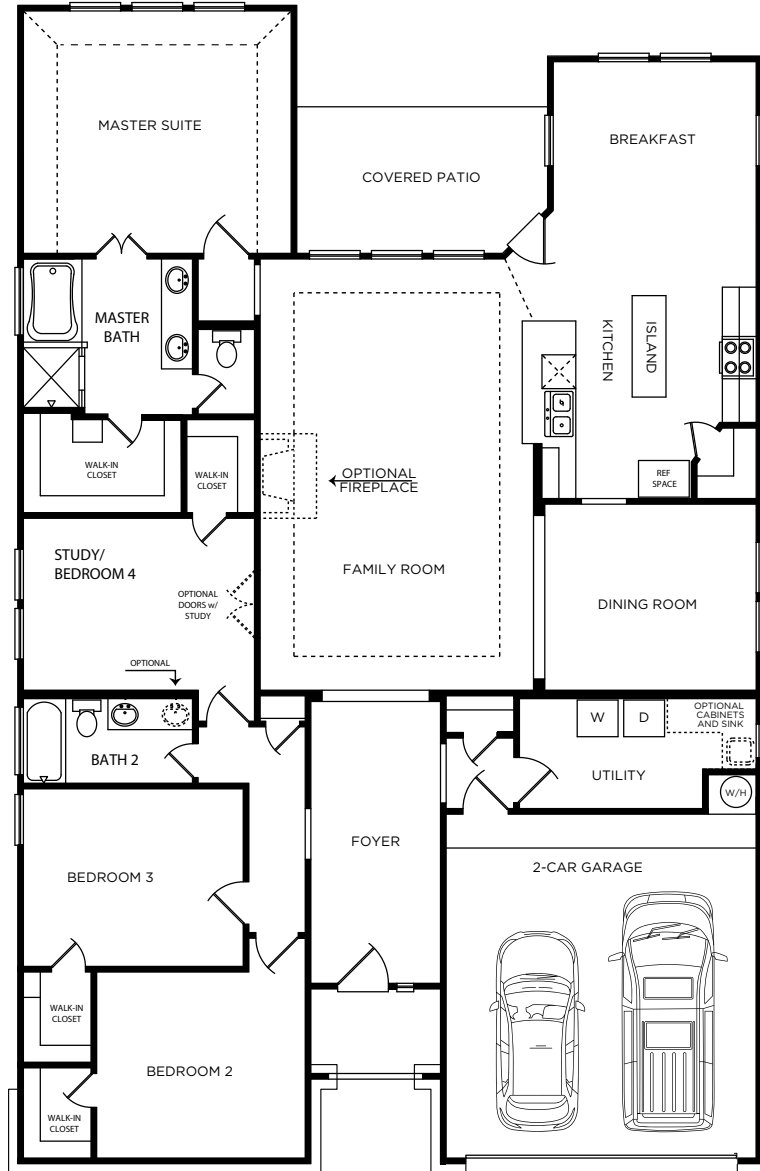 MASTER SUITE
BREAKFAST
COVERED PATIO
MASTER
BATH
KITCHEN
ISLAND
WALK-IN
CLOSET
WALK-IN
CLOSET
OPTIONAL
FIREPLACE
REF
SPACE
STUDY/
BEDROOM 4
OPTIONAL
DOORS w/
STUDY
FAMILY ROOM
DINING ROOM
OPTIONAL
BATH 2
W
D
OPTIONAL
CABINETS
AND SINK
UTILITY
W/H
FOYER
2-CAR GARAGE
BEDROOM 3
WALK-IN
CLOSET
BEDROOM 2
WALK-IN
CLOSET